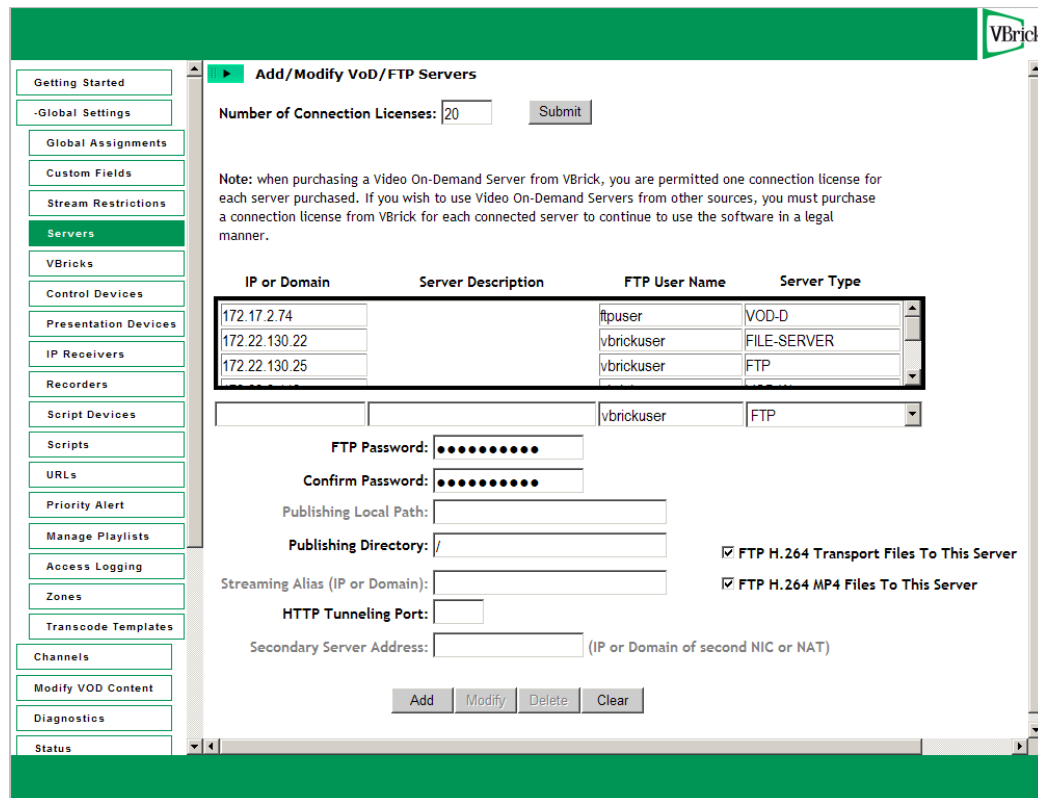 VBrick
Getting Started
-Global Settings
Global Assignments
Custom Fields
Stream Restrictions
Servers
VBricks
Control Devices
Presentation Devices
IP Receivers
Recorders
Script Devices
Scripts
URLs
Priority Alert
Manage Playlists
Access Logging
Zones
Transcode Templates
Channels
Modify VOD Content
Diagnostics
Status
Add/Modify VoD/FTP Servers
Number of Connection Licenses: 20 Submit
Note: when purchasing a Video On-Demand Server from VBrick, you are permitted one connection license for
each server purchased. If you wish to use Video On-Demand Servers from other sources, you must purchase
a connection license from VBrick for each connected server to continue to use the software in a legal
manner.
IP or Domain Server Description FTP User Name Server Type
172.17.2.74 ftpuser VOD-D
172.22.130.22 vbrickuser FILE-SERVER
172.22.130.25 vbrickuser FTP
vbrickuser FTP
FTP Password: ●●●●●●●●●●
Confirm Password: ●●●●●●●●●●
Publishing Local Path:
Publishing Directory: /
FTP H.264 Transport Files To This Server
Streaming Alias (IP or Domain):
FTP H.264 MP4 Files To This Server
HTTP Tunneling Port:
Secondary Server Address: (IP or Domain of second NIC or NAT)
Add Modify Delete Clear